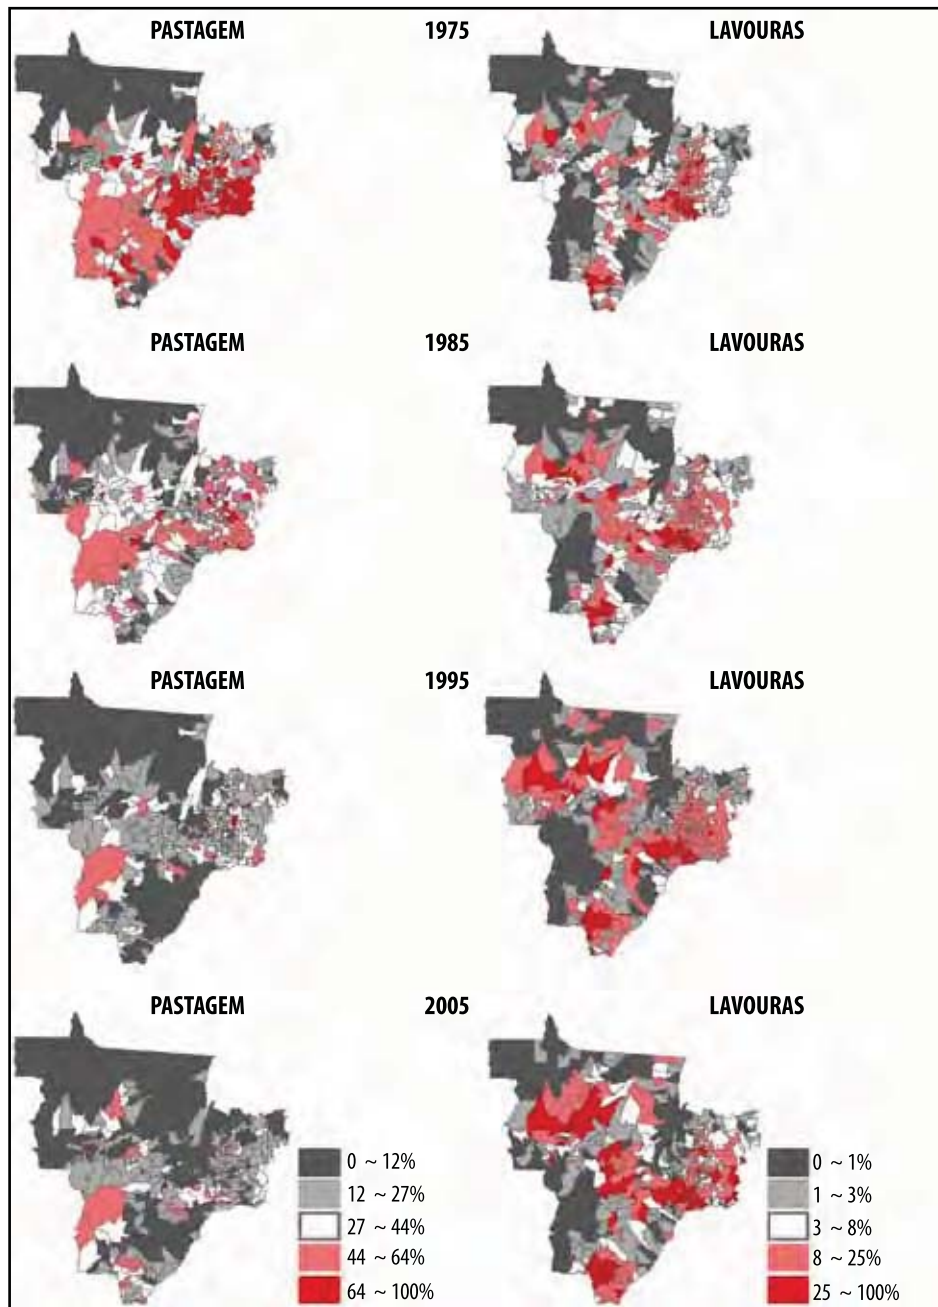 PASTAGEM 1975 LAVOURAS
PASTAGEM 1985 LAVOURAS
PASTAGEM 1995 LAVOURAS
PASTAGEM 2005 LAVOURAS
0 ~ 12%
12 ~ 27%
27 ~ 44%
44 ~ 64%
64 ~ 100%
0 ~ 1%
1 ~ 3%
3 ~ 8%
8 ~ 25%
25 ~ 100%